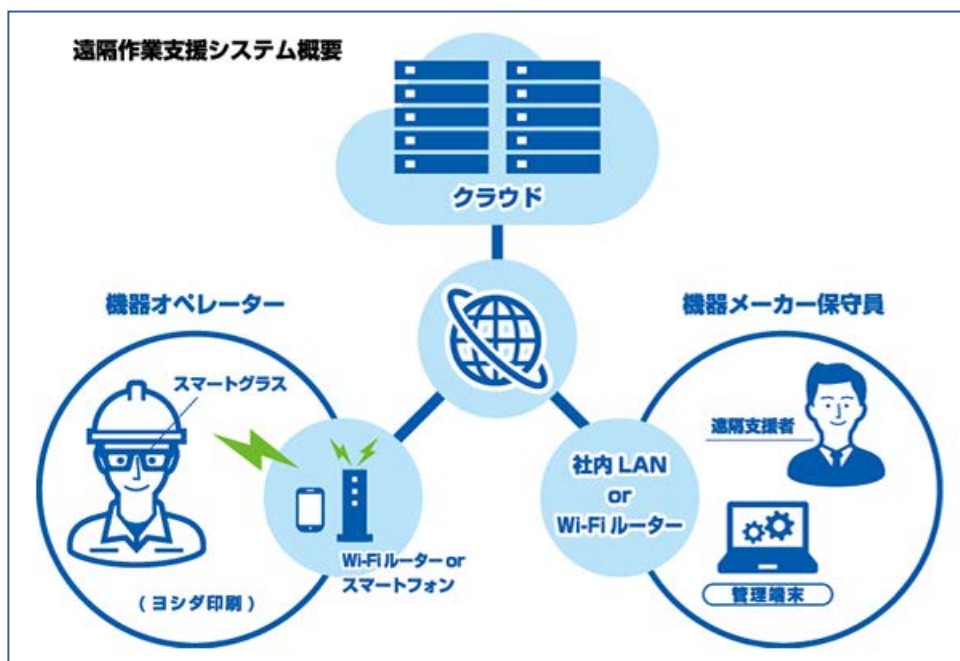 遠隔作業支援システム概要
クラウド
機器オペレーター
スマートグラス
Wi-Fiルーター or
スマートフォン
(ヨシダ印刷)
機器メーカー保守員
遠隔支援者
社内 LAN
or
Wi-Fi ルーター
管理端末